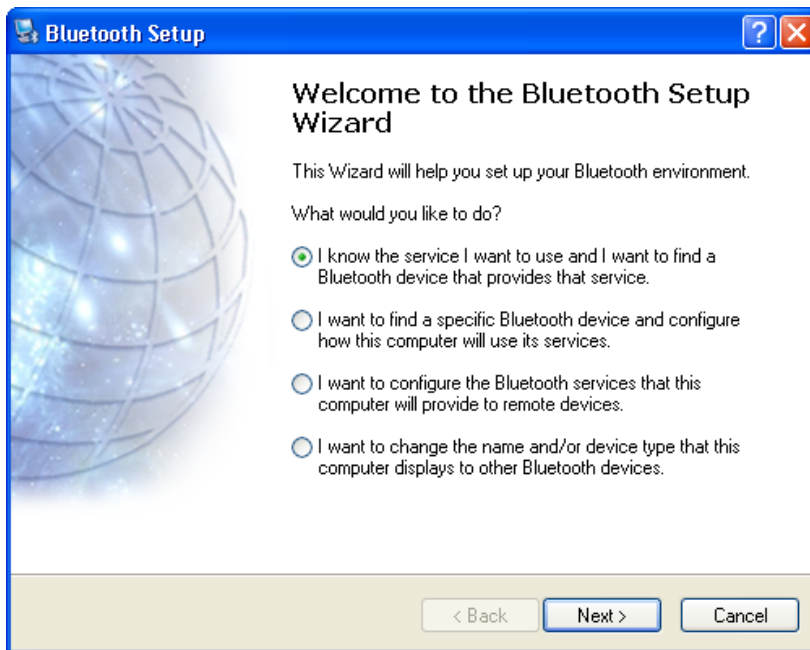 Bluetooth Setup
?
Welcome to the Bluetooth Setup
Wizard
This Wizard will help you set up your Bluetooth environment.
What would you like to do?
I know the service I want to use and I want to find a
Bluetooth device that provides that service.
I want to find a specific Bluetooth device and configure
how this computer will use its services.
I want to configure the Bluetooth services that this
computer will provide to remote devices.
I want to change the name and/or device type that this
computer displays to other Bluetooth devices.
< Back
Next >
Cancel